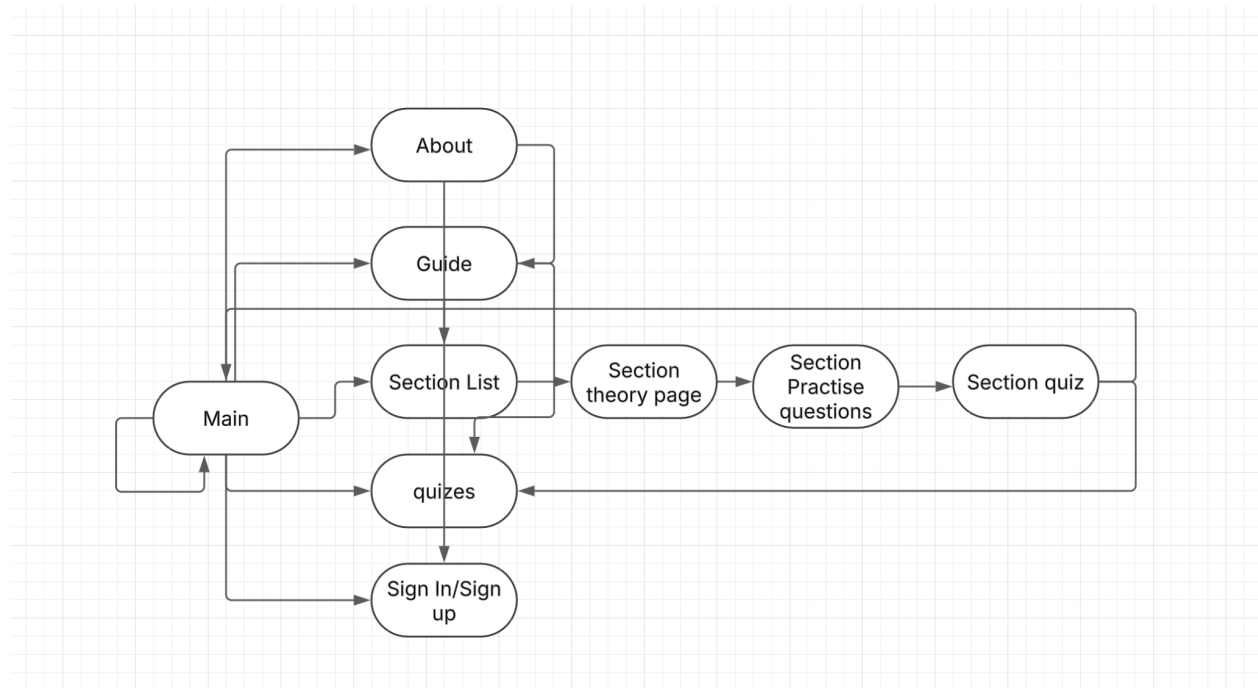 About
Guide
Section List
Section
theory page
Section
Practise
questions
Section quiz
Main
quizes
Sign In/Sign
up